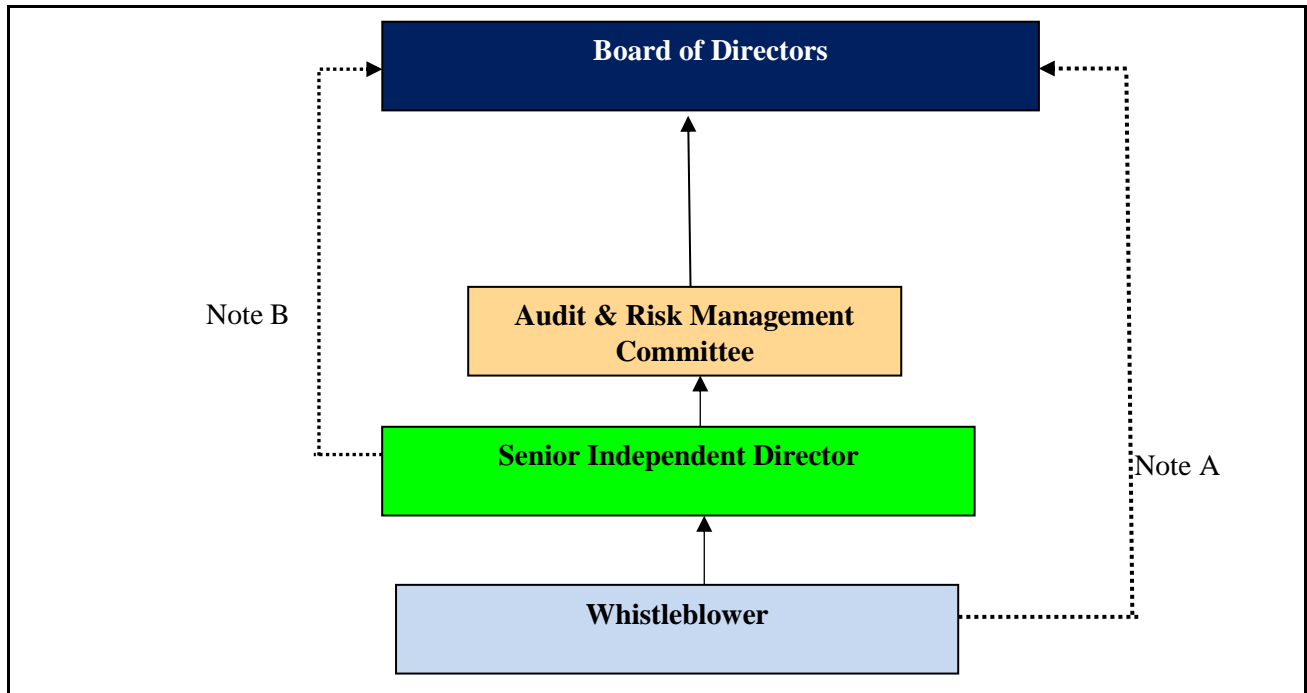 Board of Directors
Note B
Audit & Risk Management
Committee
Senior Independent Director
Note A
Whistleblower